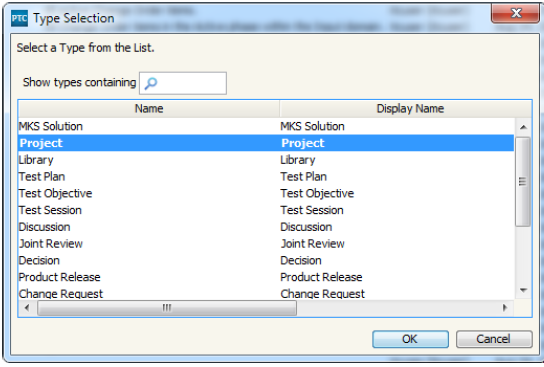 PTC Type Selection
Select a Type from the List.
Show types containing
Name Display Name
MKS Solution MKS Solution
Project Project
Library Library
Test Plan Test Plan
Test Objective Test Objective
Test Session Test Session
Discussion Discussion
Joint Review Joint Review
Decision Decision
Product Release Product Release
Change Request Change Request
OK Cancel